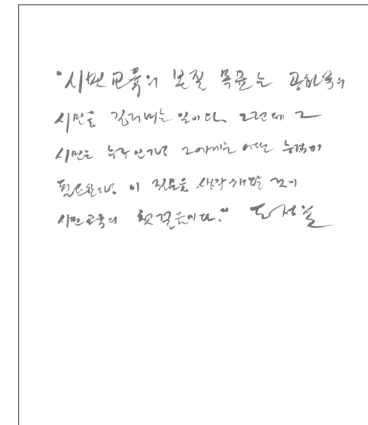 "시민교육의 본질 목표는 공화국의
시민을 길러내는 일이다. 그런데 그
시민은 누구인가? 그에게는 어떤 능력이
필요한가? 이 질문을 생각해보는 것이
시민교육의 첫걸음이다."